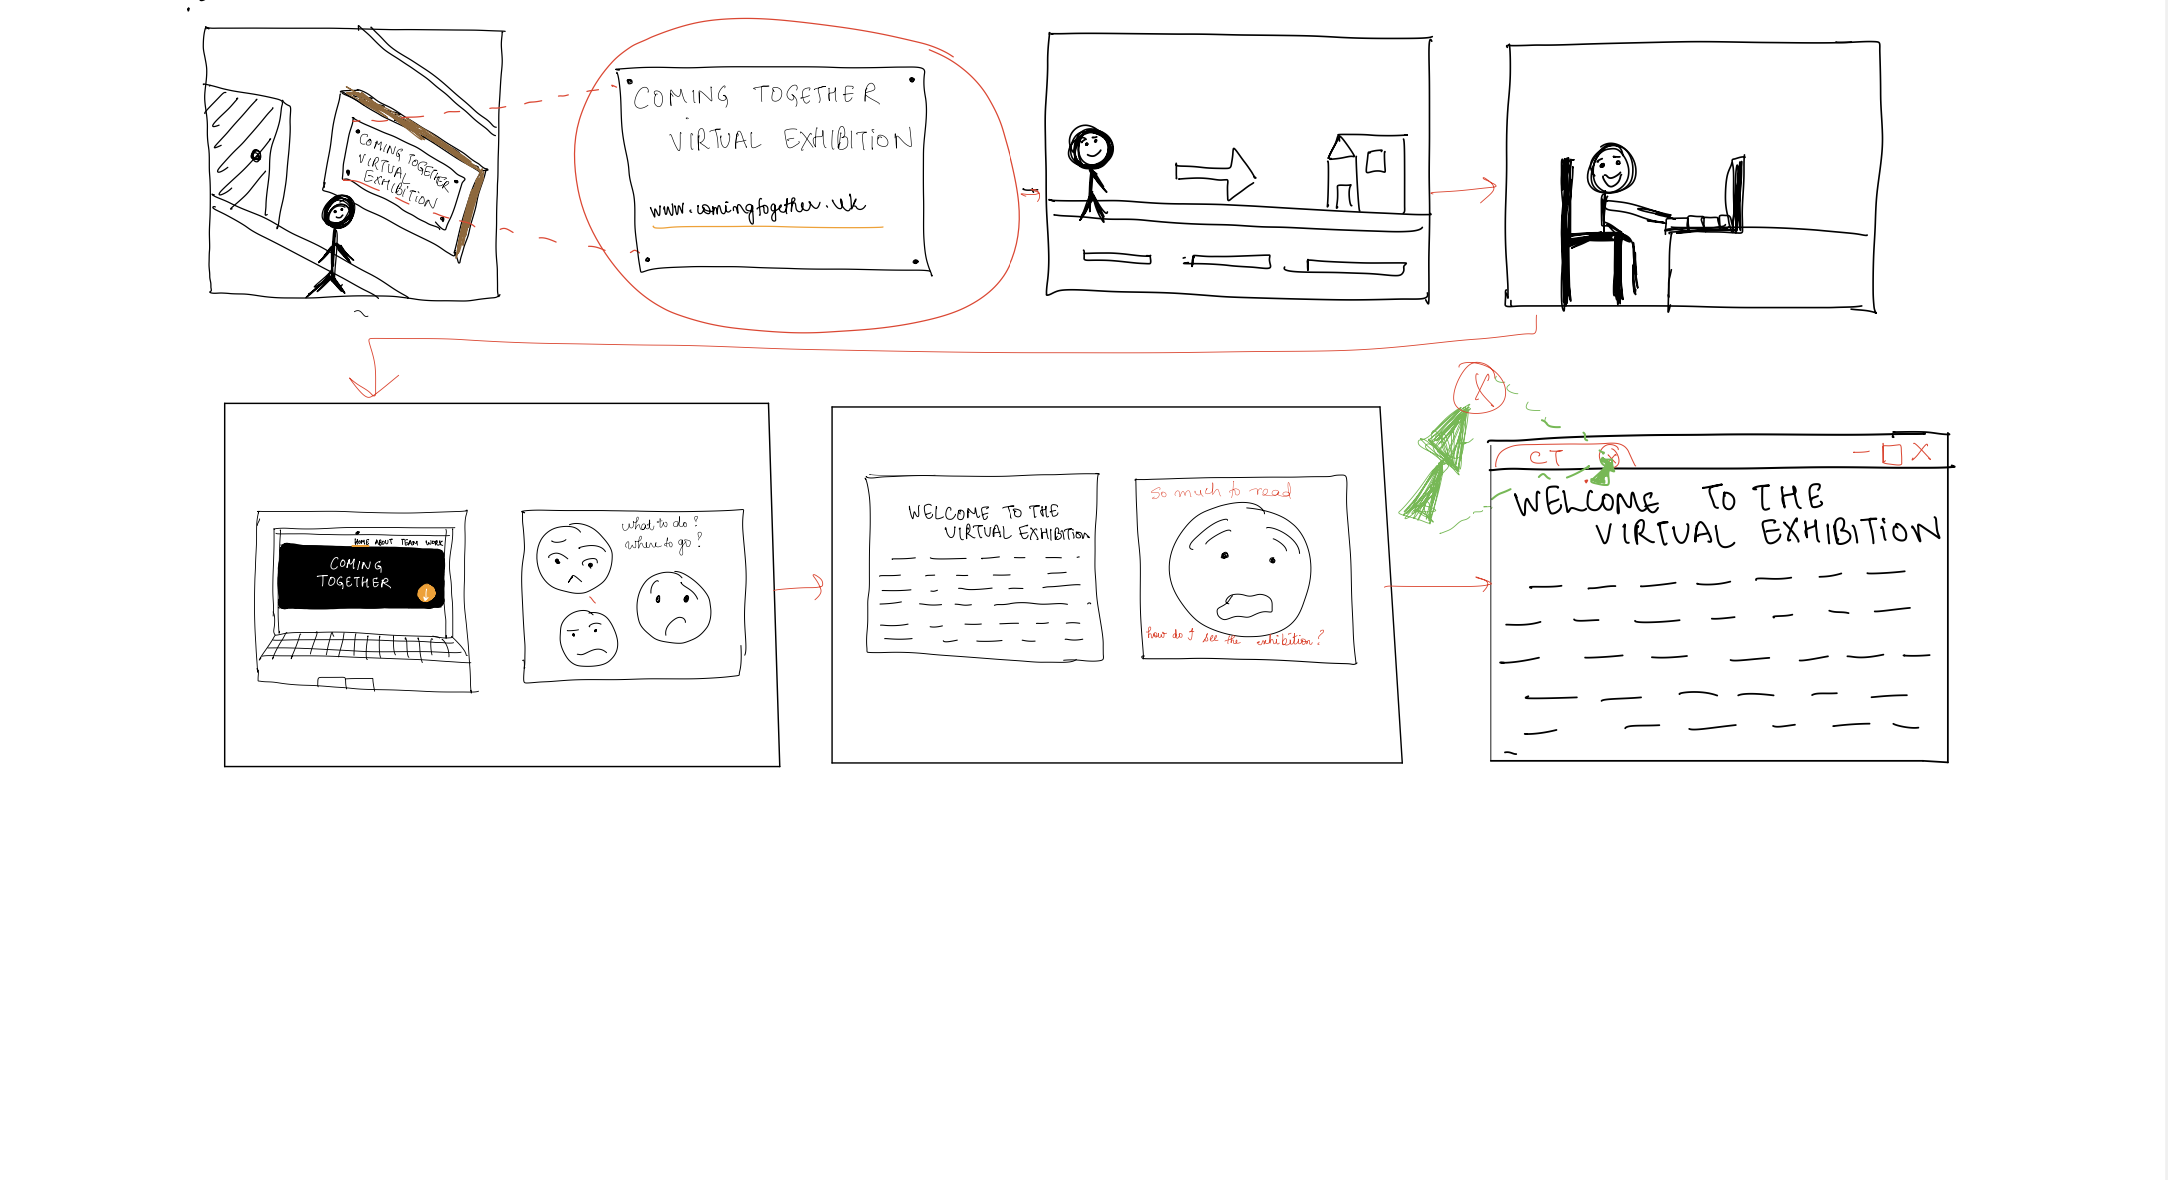 COMING TOGETHER
VIRTUAL
EXHIBITION
COMING TOGETHER
VIRTUAL EXHIBITION
www.comingtogether.uk
HOME ABOUT TEAM WORK
COMING
TOGETHER
what to do?
where to go?
WELCOME TO THE
VIRTUAL EXHIBITION
So much to read
how do I see the exhibition?
X
CT X - X
WELCOME TO THE
VIRTUAL EXHIBITION